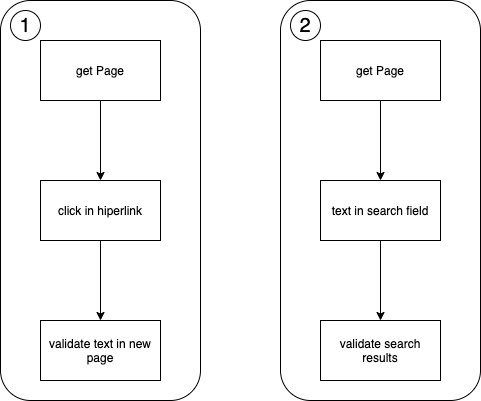 1
get Page
click in hiperlink
validate text in new
page
2
get Page
text in search field
validate search
results